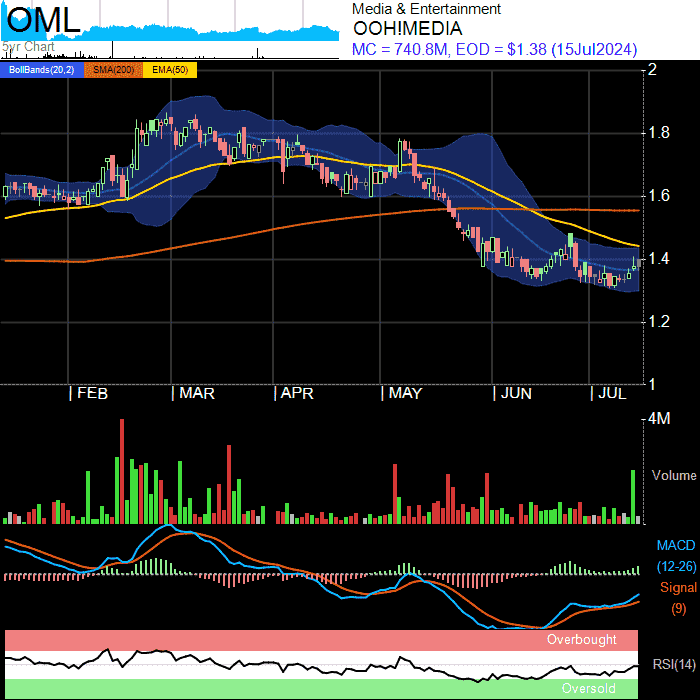 OML
5yr Chart
Media & Entertainment
OOH!MEDIA
MC = 740.8M, EOD = $1.38 (15Jul2024)
BollBands(20,2) SMA(200) EMA(50)
2
1.8
1.6
1.4
1.2
1
| FEB | MAR | APR | MAY | JUN | JUL
4M
Volume
MACD
(12-26)
Signal
(9)
Overbought
RSI(14)
Oversold